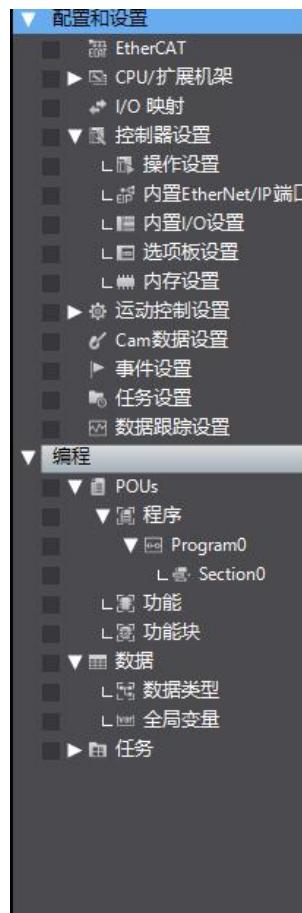 配置和设置
EtherCAT
CPU/扩展机架
I/O 映射
控制器设置
操作设置
内置EtherNet/IP端口
内置I/O设置
选项板设置
内存设置
运动控制设置
Cam数据设置
事件设置
任务设置
数据跟踪设置
编程
POUs
程序
Program0
Section0
功能
功能块
数据
数据类型
全局变量
任务